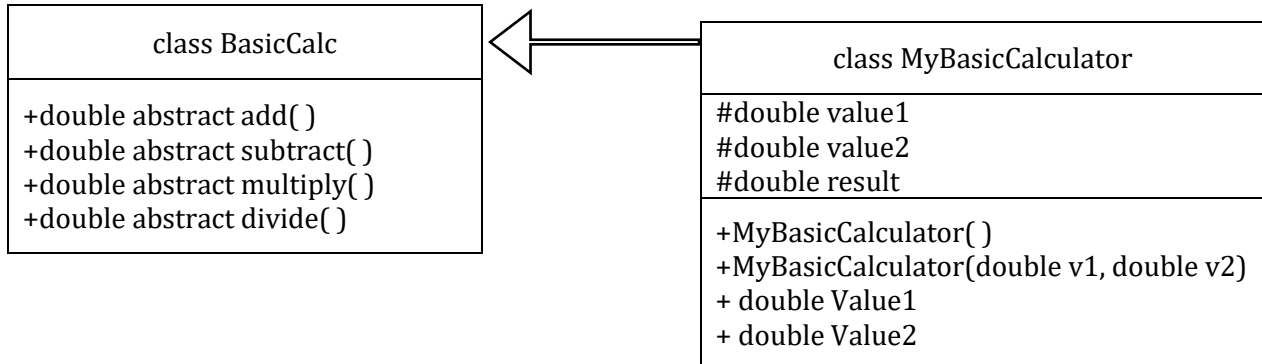 class BasicCalc
+double abstract add( )
+double abstract subtract( )
+double abstract multiply( )
+double abstract divide( )
class MyBasicCalculator
#double value1
#double value2
#double result
+MyBasicCalculator( )
+MyBasicCalculator(double v1, double v2)
+ double Value1
+ double Value2